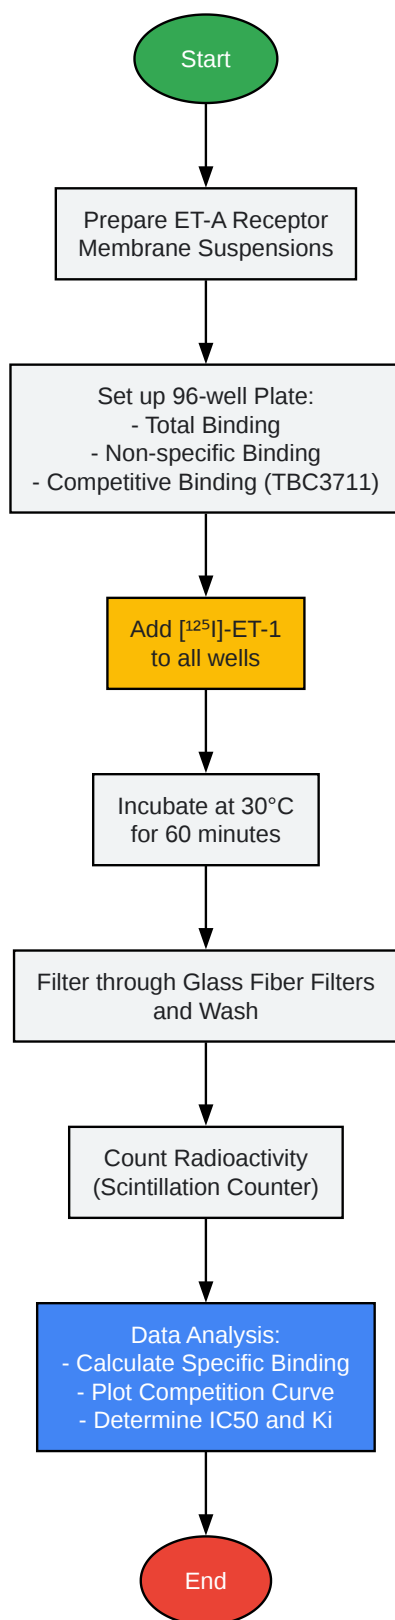 Start
Prepare ET-A Receptor
Membrane Suspensions
Set up 96-well Plate:
- Total Binding
- Non-specific Binding
- Competitive Binding (TBC3711)
Add [¹²⁵I]-ET-1
to all wells
Incubate at 30°C
for 60 minutes
Filter through Glass Fiber Filters
and Wash
Count Radioactivity
(Scintillation Counter)
Data Analysis:
- Calculate Specific Binding
- Plot Competition Curve
- Determine IC50 and Ki
End